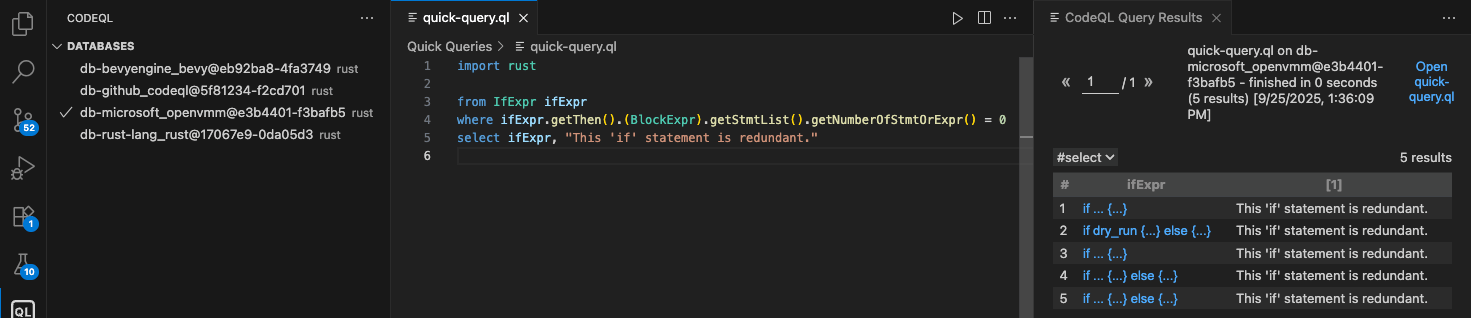 CODEQL
DATABASES
db-bevyengine_bevy@eb92ba8-4fa3749 rust
db-github_codeql@5f81234-f2cd701 rust
db-microsoft_openvmm@e3b4401-f3bafb5 rust
db-rust-lang_rust@17067e9-0da05d3 rust
52
1
10
QL
quick-query.ql
Quick Queries > quick-query.ql
1 import rust
2
3 from IfExpr ifExpr
4 where ifExpr.getThen().(BlockExpr).getStmtList().getNumberOfStmtOrExpr() = 0
5 select ifExpr, "This 'if' statement is redundant."
6
CodeQL Query Results
« 1 / 1 »
quick-query.ql on db-
microsoft_openvmm@e3b4401-
f3bafb5 - finished in 0 seconds
(5 results) [9/25/2025, 1:36:09
PM]
Open
quick-
query.ql
#select 5 results
# ifExpr [1]
1 if ... {...} This 'if' statement is redundant.
2 if dry_run {...} else {...} This 'if' statement is redundant.
3 if ... {...} This 'if' statement is redundant.
4 if ... {...} else {...} This 'if' statement is redundant.
5 if ... {...} else {...} This 'if' statement is redundant.